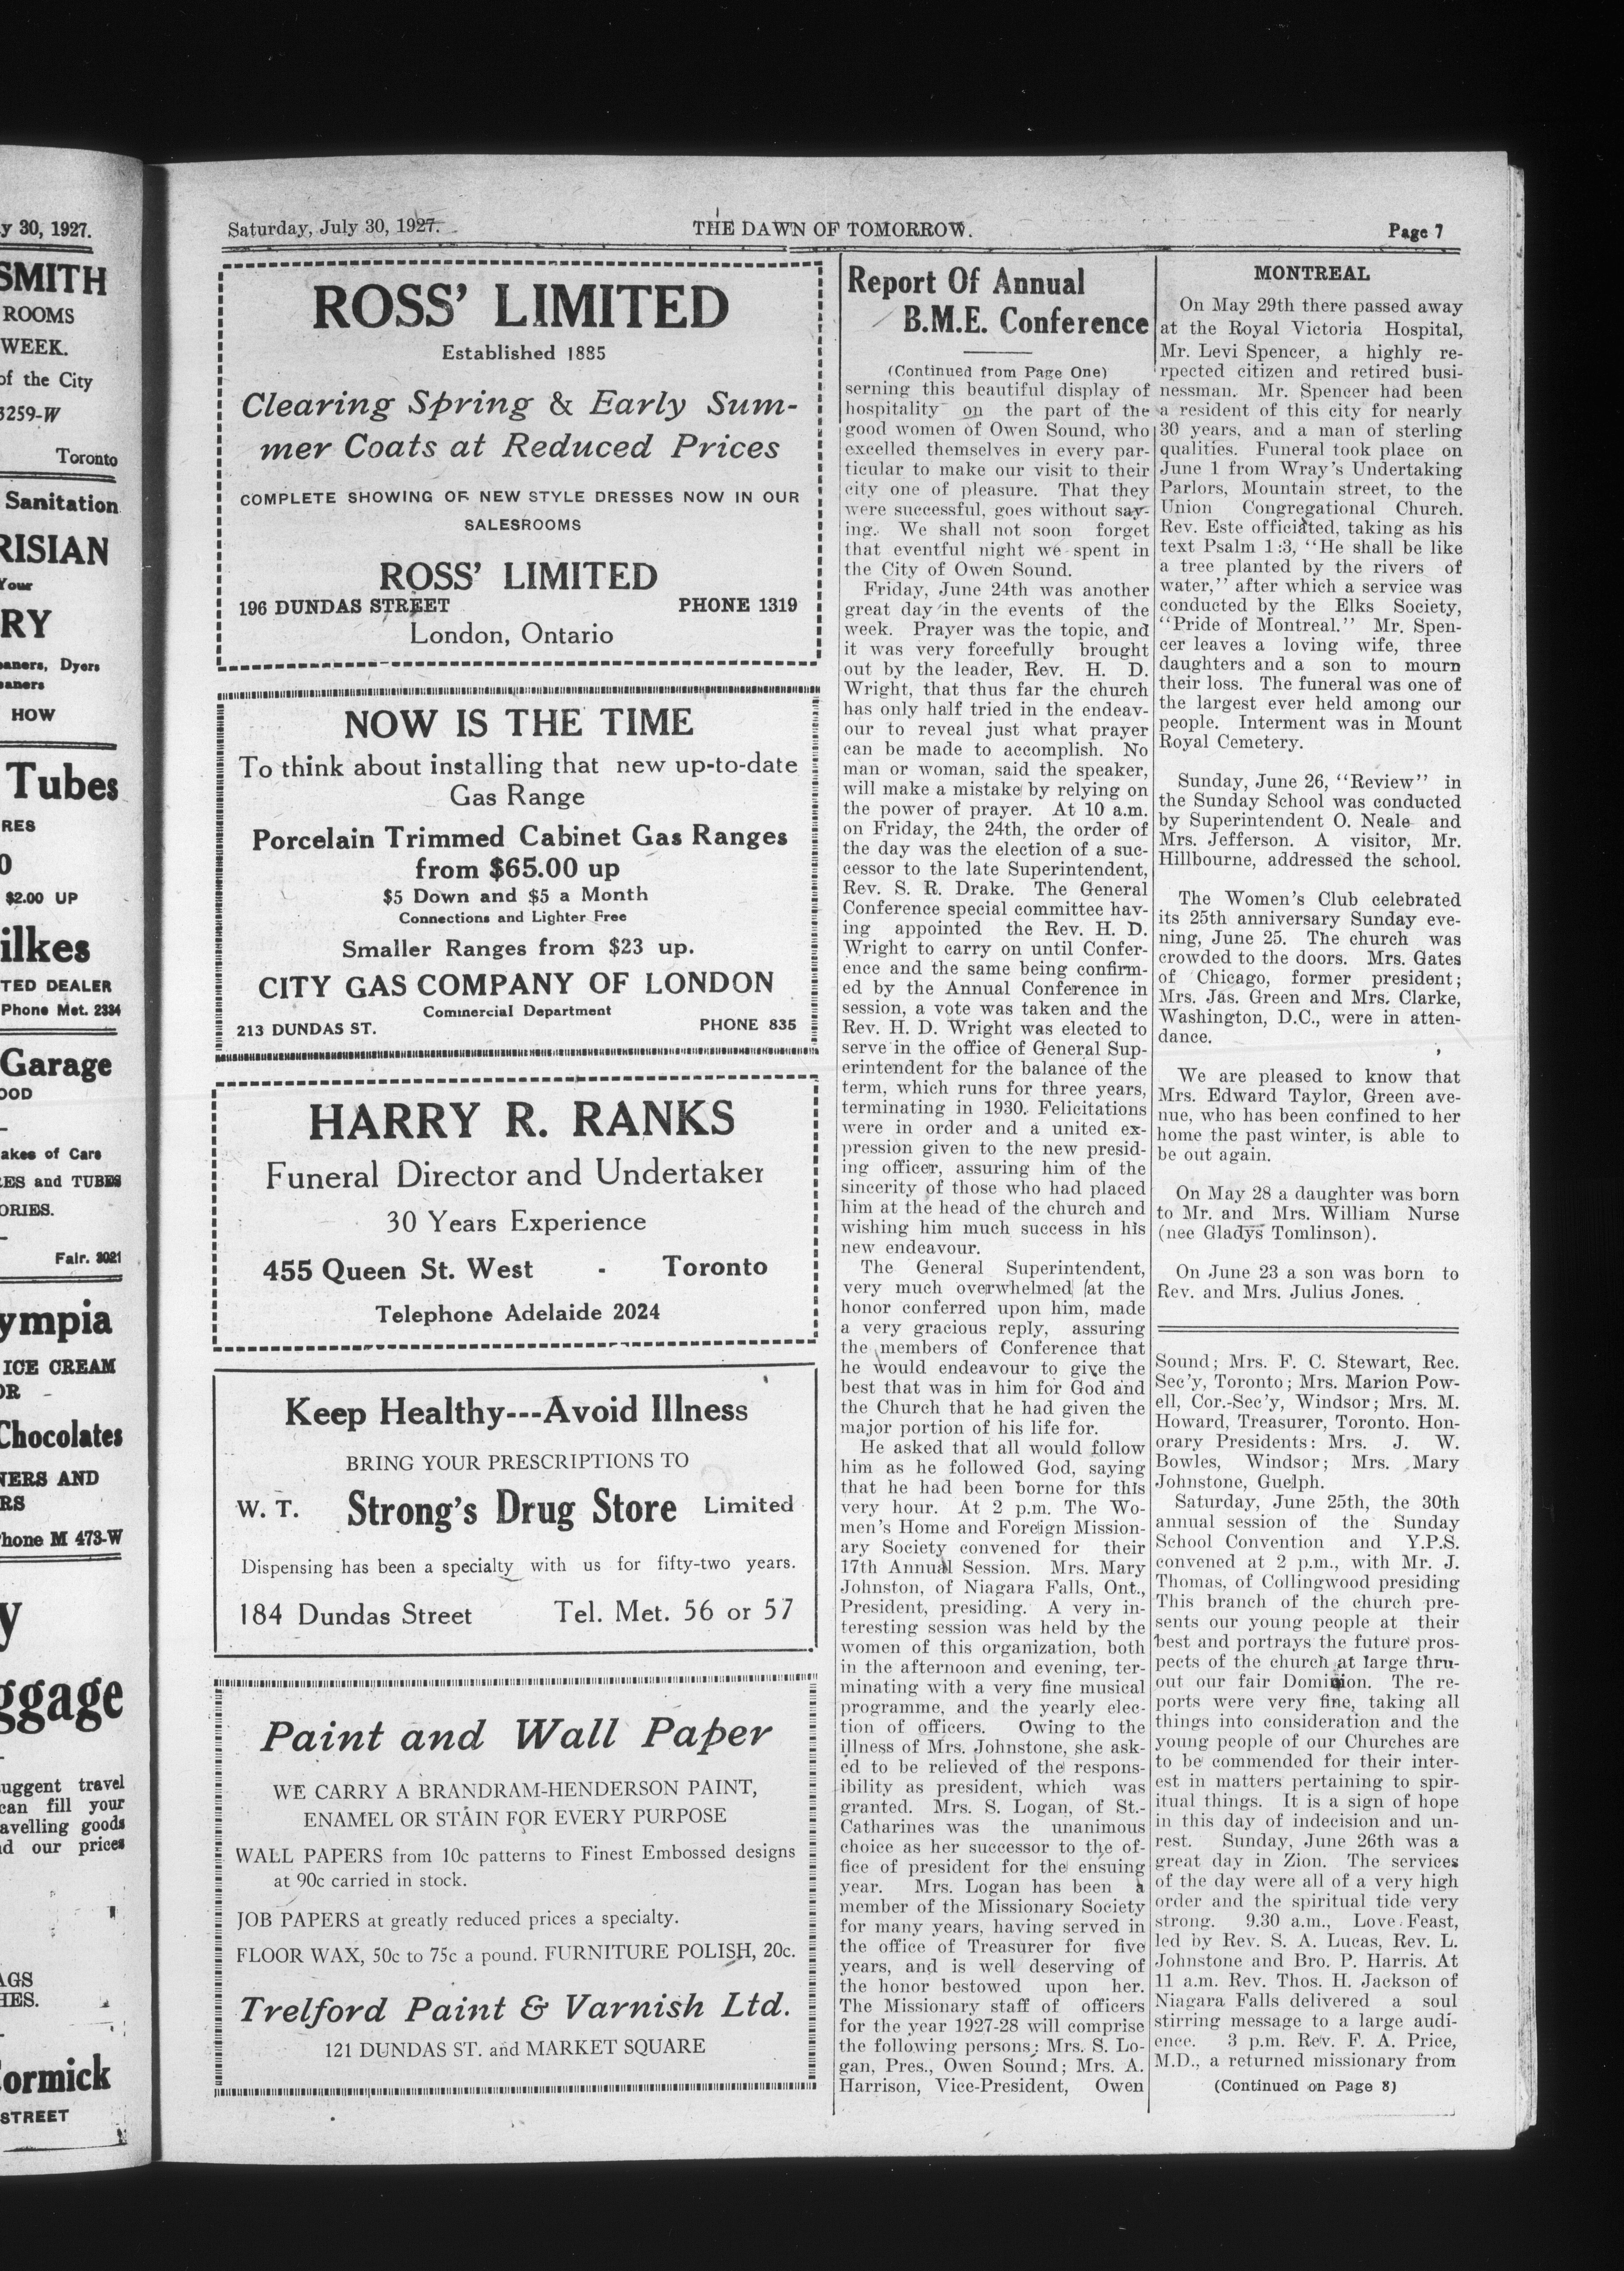 y 30, 1927.
SMITH
ROOMS
WEEK.
of the City
3259-W
Toronto
Sanitation
RISIAN
Your
RY
eaners, Dyers
eaners
HOW
Tubes
RES
0
$2.00 UP
ilkes
TED DEALER
Phone Met. 2334
Garage
OOD
akes of Cars
ES and TUBES
ORIES.
Fair. 3021
ympia
ICE CREAM
OR -
Chocolates
NERS AND
RS
Phone M 473-W
y
ggage
uggent travel
can fill your
avelling goods
nd our prices
AGS
HES.
ormick
STREET
Saturday, July 30, 1927.
THE DAWN OF TOMORROW.
Page 7
ROSS' LIMITED
Established 1885
Clearing Spring & Early Sum-
mer Coats at Reduced Prices
COMPLETE SHOWING OF NEW STYLE DRESSES NOW IN OUR
SALESROOMS
ROSS' LIMITED
196 DUNDAS STREET PHONE 1319
London, Ontario
NOW IS THE TIME
To think about installing that new up-to-date
Gas Range
Porcelain Trimmed Cabinet Gas Ranges
from $65.00 up
$5 Down and $5 a Month
Connections and Lighter Free
Smaller Ranges from $23 up.
CITY GAS COMPANY OF LONDON
Commercial Department
213 DUNDAS ST. PHONE 835
HARRY R. RANKS
Funeral Director and Undertaker
30 Years Experience
455 Queen St. West - Toronto
Telephone Adelaide 2024
Keep Healthy---Avoid Illness
BRING YOUR PRESCRIPTIONS TO
W. T. Strong's Drug Store Limited
Dispensing has been a specialty with us for fifty-two years.
184 Dundas Street Tel. Met. 56 or 57
Paint and Wall Paper
WE CARRY A BRANDRAM-HENDERSON PAINT,
ENAMEL OR STAIN FOR EVERY PURPOSE
WALL PAPERS from 10c patterns to Finest Embossed designs
at 90c carried in stock.
JOB PAPERS at greatly reduced prices a specialty.
FLOOR WAX, 50c to 75c a pound. FURNITURE POLISH, 20c.
Trelford Paint & Varnish Ltd.
121 DUNDAS ST. and MARKET SQUARE
Report Of Annual
B.M.E. Conference
(Continued from Page One)
serning this beautiful display of
hospitality on the part of the
good women of Owen Sound, who
excelled themselves in every par-
ticular to make our visit to their
city one of pleasure. That they
were successful, goes without say-
ing. We shall not soon forget
that eventful night we spent in
the City of Owen Sound.
Friday, June 24th was another
great day in the events of the
week. Prayer was the topic, and
it was very forcefully brought
out by the leader, Rev. H. D.
Wright, that thus far the church
has only half tried in the endeav-
our to reveal just what prayer
can be made to accomplish. No
man or woman, said the speaker,
will make a mistake by relying on
the power of prayer. At 10 a.m.
on Friday, the 24th, the order of
the day was the election of a suc-
cessor to the late Superintendent,
Rev. S. R. Drake. The General
Conference special committee hav-
ing appointed the Rev. H. D.
Wright to carry on until Confer-
ence and the same being confirm-
ed by the Annual Conference in
session, a vote was taken and the
Rev. H. D. Wright was elected to
serve in the office of General Sup-
erintendent for the balance of the
term, which runs for three years,
terminating in 1930. Felicitations
were in order and a united ex-
pression given to the new presid-
ing officer, assuring him of the
sincerity of those who had placed
him at the head of the church and
wishing him much success in his
new endeavour.
The General Superintendent,
very much overwhelmed at the
honor conferred upon him, made
a very gracious reply, assuring
the members of Conference that
he would endeavour to give the
best that was in him for God and
the Church that he had given the
major portion of his life for.
He asked that all would follow
him as he followed God, saying
that he had been borne for this
very hour. At 2 p.m. The Wo-
men's Home and Foreign Mission-
ary Society convened for their
17th Annual Session. Mrs. Mary
Johnston, of Niagara Falls, Ont.,
President, presiding. A very in-
teresting session was held by the
women of this organization, both
in the afternoon and evening, ter-
minating with a very fine musical
programme, and the yearly elec-
tion of officers. Owing to the
illness of Mrs. Johnstone, she ask-
ed to be relieved of the respons-
ibility as president, which was
granted. Mrs. S. Logan, of St.-
Catharines was the unanimous
choice as her successor to the of-
fice of president for the ensuing
year. Mrs. Logan has been a
member of the Missionary Society
for many years, having served in
the office of Treasurer for five
years, and is well deserving of
the honor bestowed upon her.
The Missionary staff of officers
for the year 1927-28 will comprise
the following persons; Mrs. S. Lo-
gan, Pres., Owen Sound; Mrs. A.
Harrison, Vice-President, Owen
MONTREAL
On May 29th there passed away
at the Royal Victoria Hospital,
Mr. Levi Spencer, a highly re-
rpected citizen and retired busi-
nessman. Mr. Spencer had been
a resident of this city for nearly
30 years, and a man of sterling
qualities. Funeral took place on
June 1 from Wray's Undertaking
Parlors, Mountain street, to the
Union Congregational Church.
Rev. Este officiated, taking as his
text Psalm 1:3, "He shall be like
a tree planted by the rivers of
water," after which a service was
conducted by the Elks Society,
"Pride of Montreal." Mr. Spen-
cer leaves a loving wife, three
daughters and a son to mourn
their loss. The funeral was one of
the largest ever held among our
people. Interment was in Mount
Royal Cemetery.
Sunday, June 26, "Review" in
the Sunday School was conducted
by Superintendent O. Neale and
Mrs. Jefferson. A visitor, Mr.
Hillbourne, addressed the school.
The Women's Club celebrated
its 25th anniversary Sunday eve-
ning, June 25. The church was
crowded to the doors. Mrs. Gates
of Chicago, former president;
Mrs. Jas. Green and Mrs. Clarke,
Washington, D.C., were in atten-
dance.
We are pleased to know that
Mrs. Edward Taylor, Green ave-
nue, who has been confined to her
home the past winter, is able to
be out again.
On May 28 a daughter was born
to Mr. and Mrs. William Nurse
(nee Gladys Tomlinson).
On June 23 a son was born to
Rev. and Mrs. Julius Jones.
Sound; Mrs. F. C. Stewart, Rec.
Sec'y, Toronto; Mrs. Marion Pow-
ell, Cor.-Sec'y, Windsor; Mrs. M.
Howard, Treasurer, Toronto. Hon-
orary Presidents: Mrs. J. W.
Bowles, Windsor; Mrs. Mary
Johnstone, Guelph.
Saturday, June 25th, the 30th
annual session of the Sunday
School Convention and Y.P.S.
convened at 2 p.m., with Mr. J.
Thomas, of Collingwood presiding
This branch of the church pre-
sents our young people at their
best and portrays the future pros-
pects of the church at large thru-
out our fair Dominion. The re-
ports were very fine, taking all
things into consideration and the
young people of our Churches are
to be commended for their inter-
est in matters pertaining to spir-
itual things. It is a sign of hope
in this day of indecision and un-
rest. Sunday, June 26th was a
great day in Zion. The services
of the day were all of a very high
order and the spiritual tide very
strong. 9.30 a.m., Love Feast,
led by Rev. S. A. Lucas, Rev. L.
Johnstone and Bro. P. Harris. At
11 a.m. Rev. Thos. H. Jackson of
Niagara Falls delivered a soul
stirring message to a large audi-
ence. 3 p.m. Rev. F. A. Price,
M.D., a returned missionary from
(Continued on Page 8)